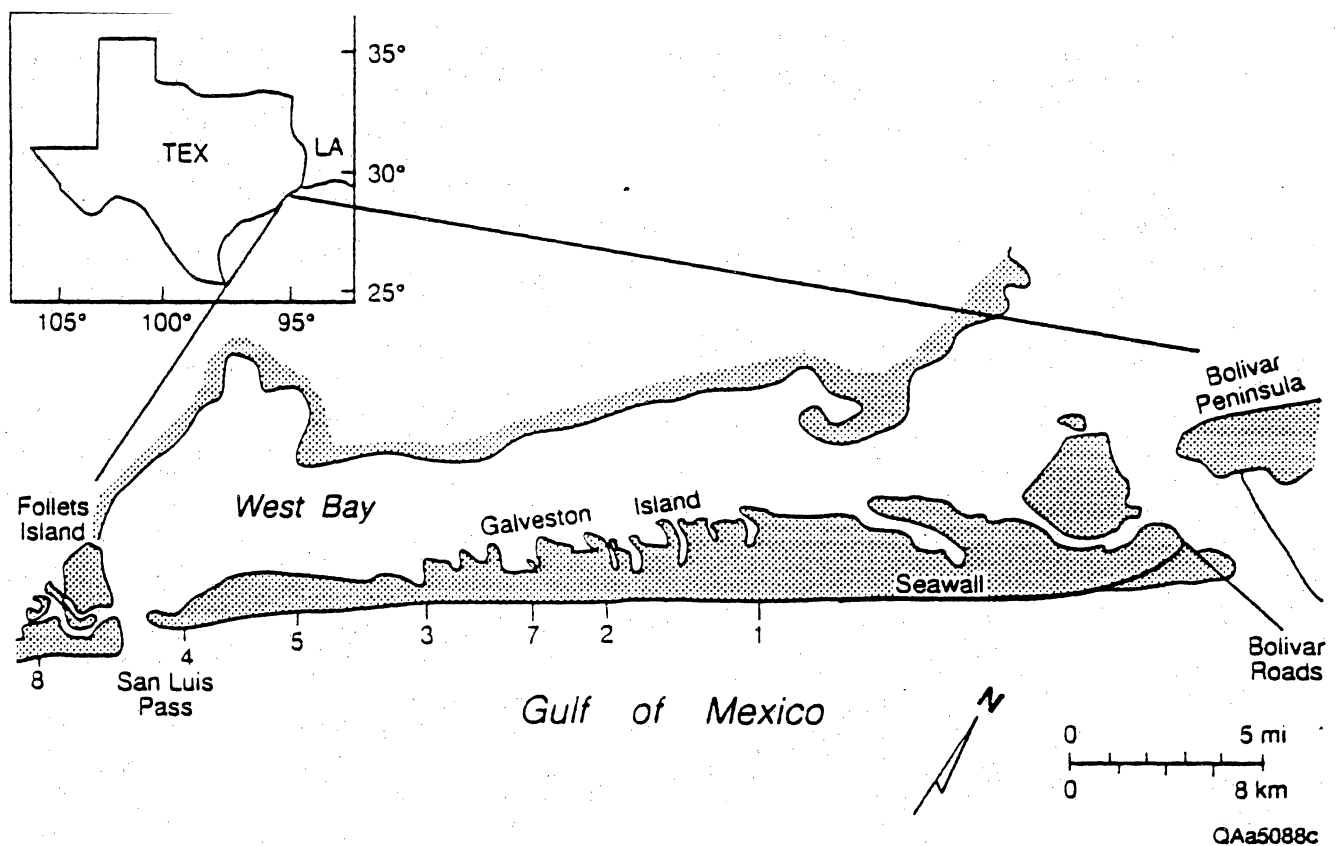 35°
TEX
LA
30°
25°
105°
100°
95°
Bolivar
Peninsula
Follets
Island
West Bay
Galveston
Island
Seawall
8
4
5
3
7
2
1
San Luis
Pass
Bolivar
Roads
Gulf of Mexico
N
0
5 mi
0
8 km
QAa5088c